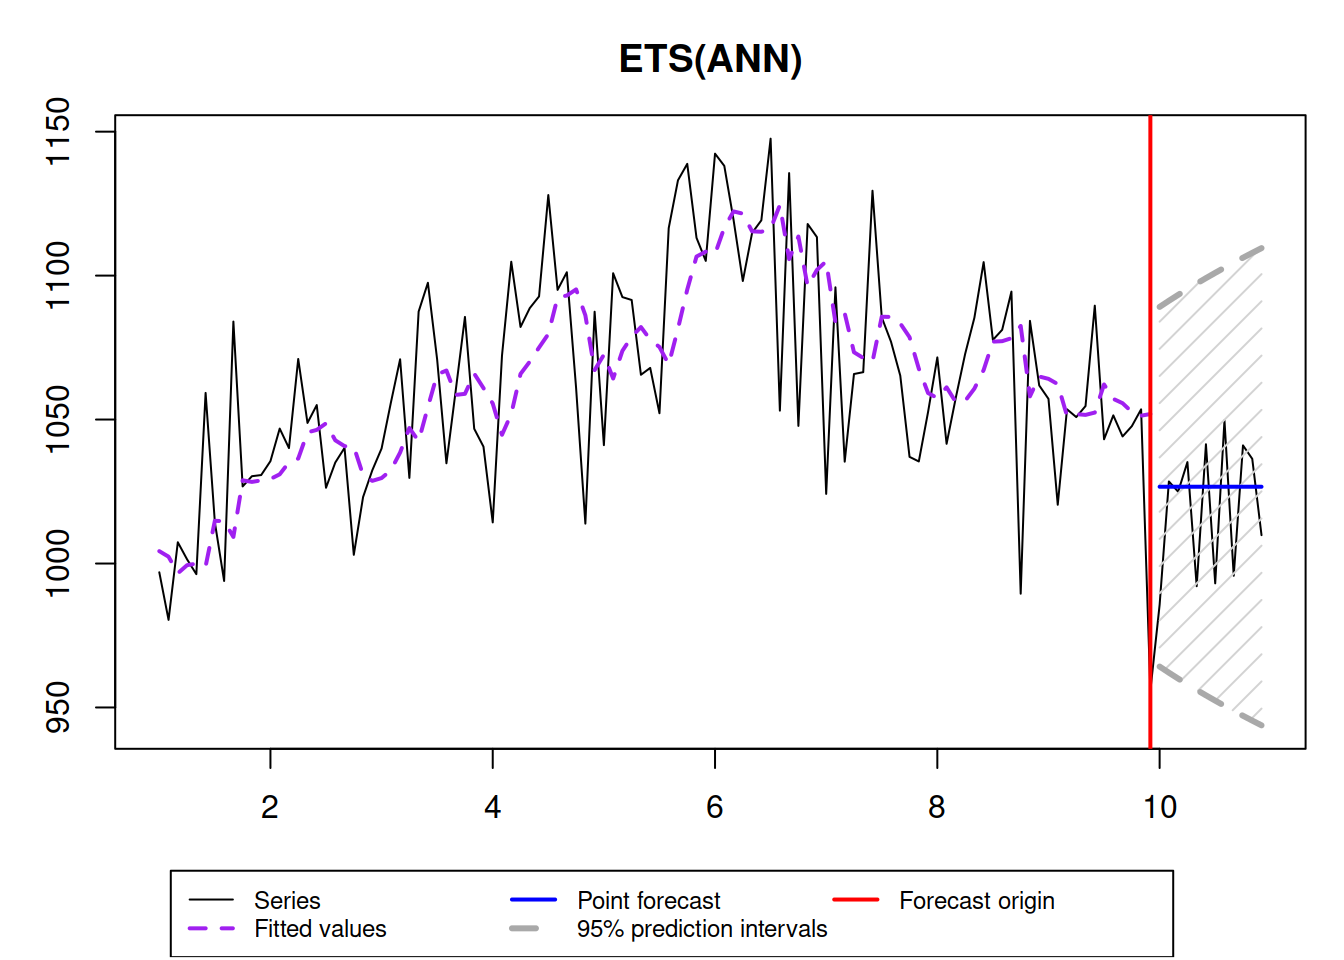 ETS(ANN)
1150
1100
1050
1000
950
2 4 6 8 10
Series Point forecast Forecast origin
Fitted values 95% prediction intervals